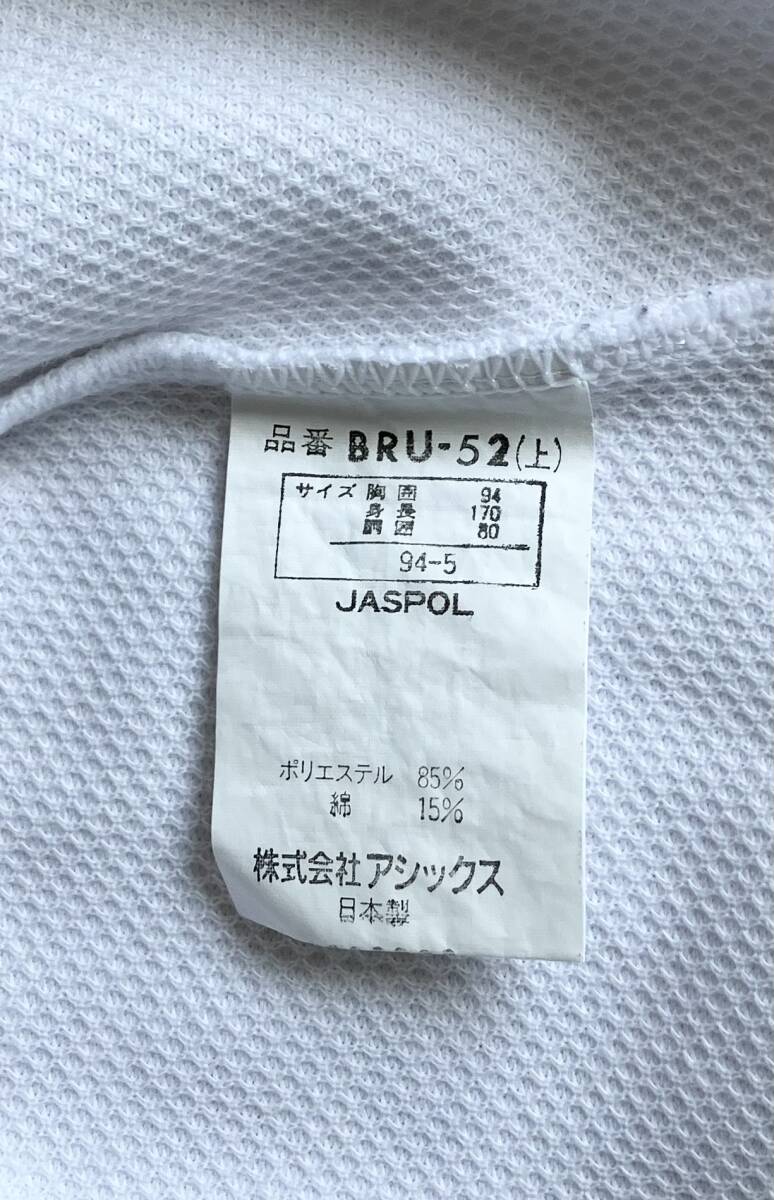 品番 BRU-52(上)
サイズ 胸囲 94
身長 170
胴囲 80
94-5
JASPOL
ポリエステル 85%
綿 15%
株式会社アシックス
日本製